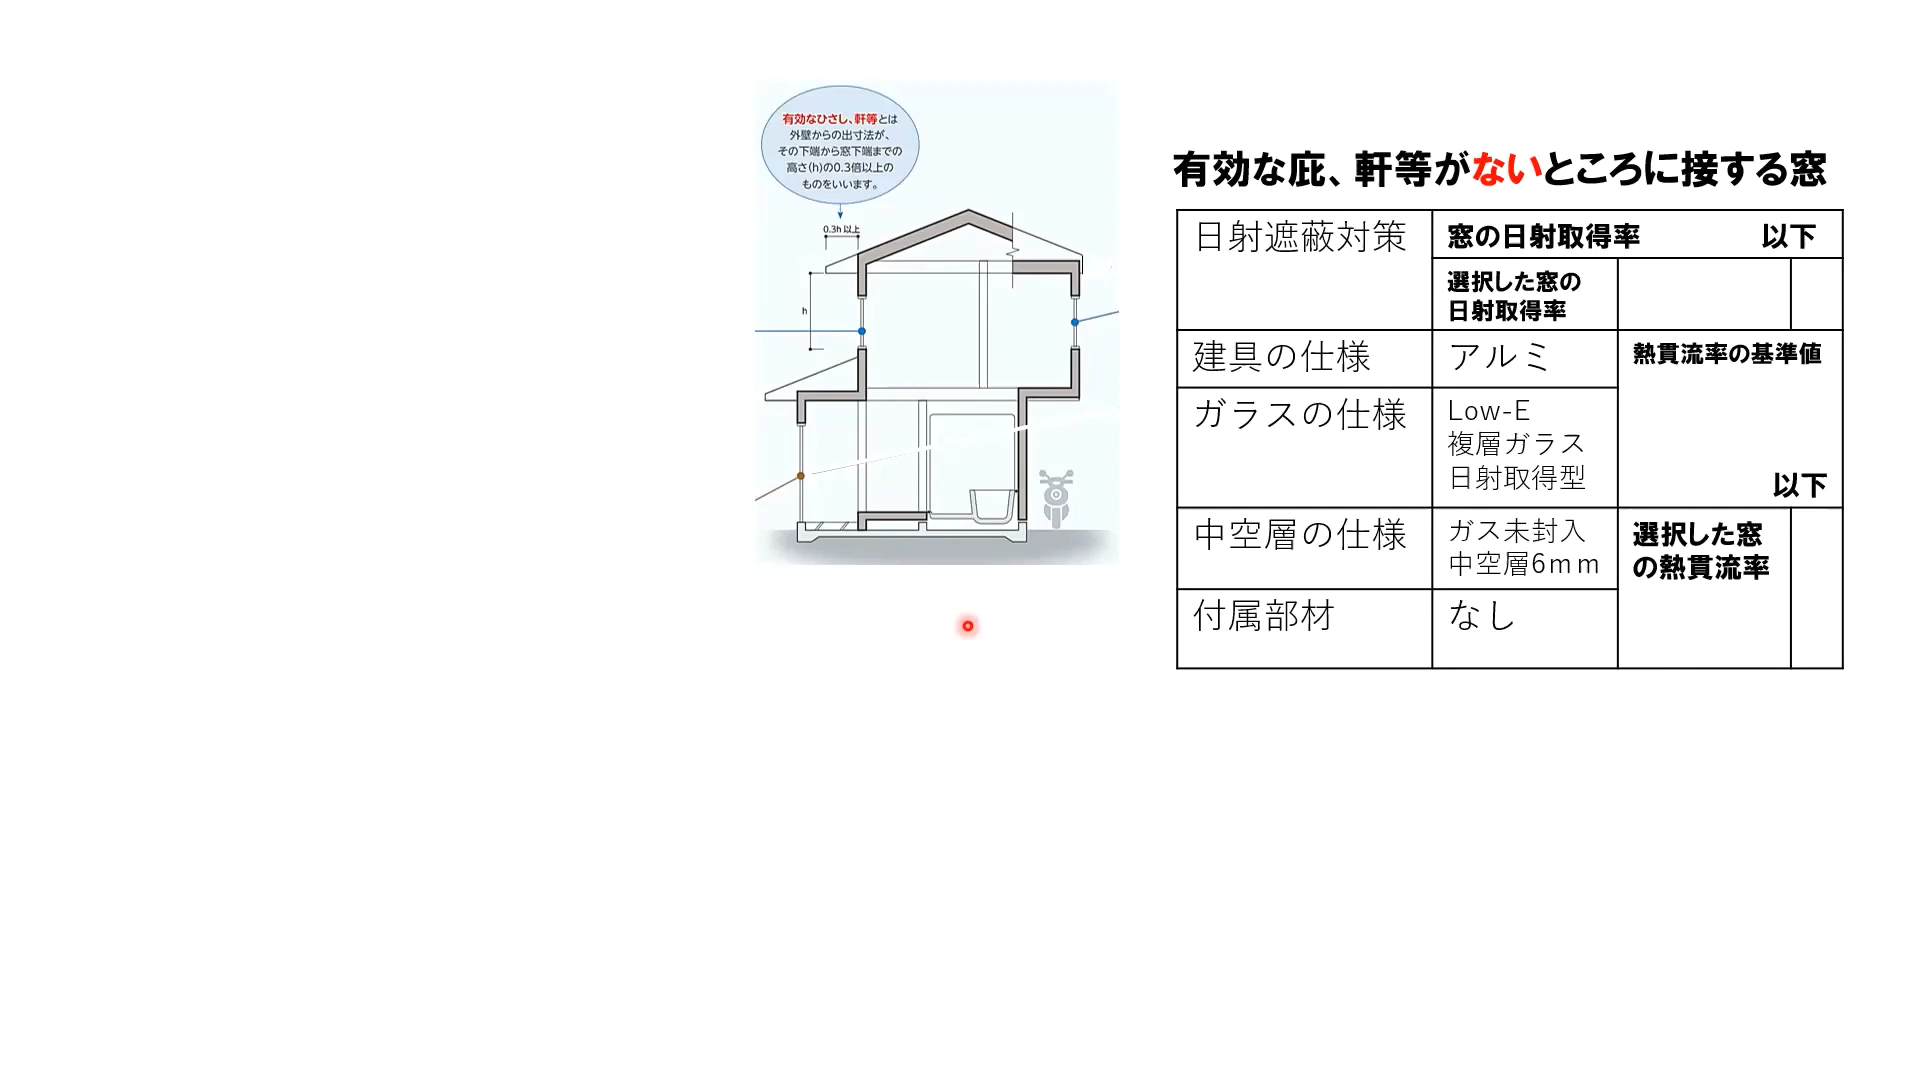 有効なひさし、軒等とは
外壁からの出寸法が、
その下端から窓下端までの
高さ(h)の0.3倍以上の
ものをいいます。
0.3h 以上
h
有効な庇、軒等がないところに接する窓
日射遮蔽対策
窓の日射取得率 以下
選択した窓の
日射取得率
建具の仕様
アルミ
熱貫流率の基準値
以下
ガラスの仕様
Low-E
複層ガラス
日射取得型
中空層の仕様
ガス未封入
中空層6ｍｍ
選択した窓
の熱貫流率
付属部材
なし